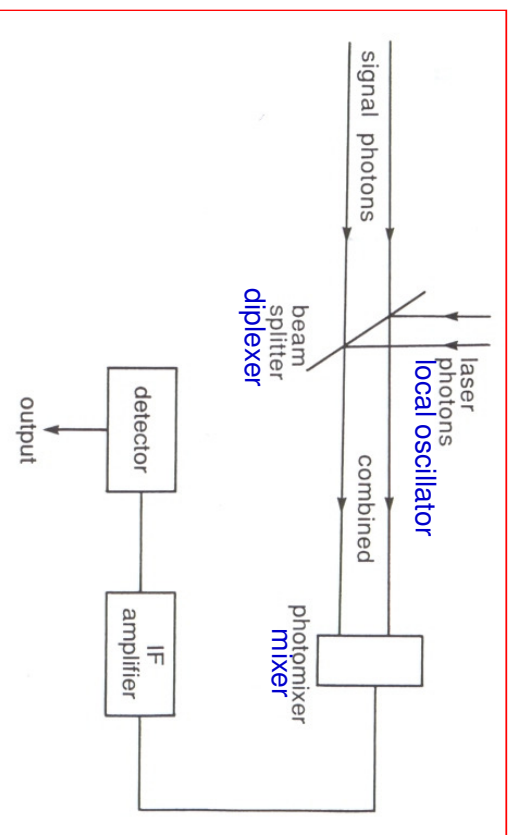 signal photons
laser
photons
local oscillator
beam
splitter
diplexer
combined
photomixer
mixer
IF
amplifier
detector
output